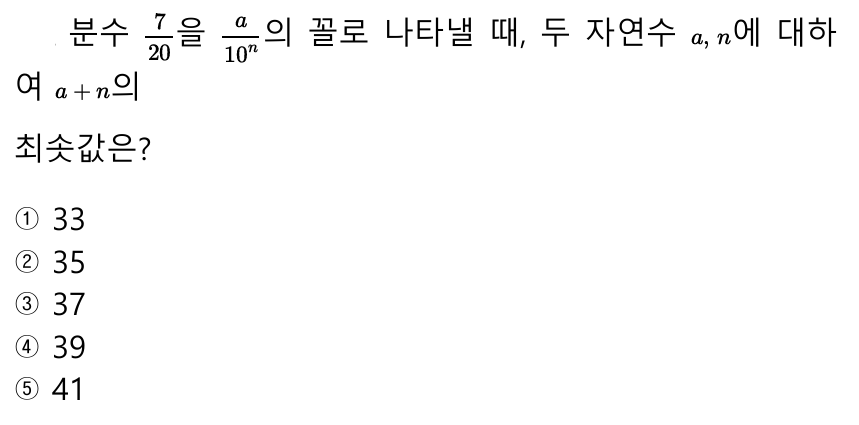 분수 $\frac{7}{20}$을 $\frac{a}{10^n}$의 꼴로 나타낼 때, 두 자연수 $a, n$에 대하
여 $a+n$의
최솟값은?
① 33
② 35
③ 37
④ 39
⑤ 41